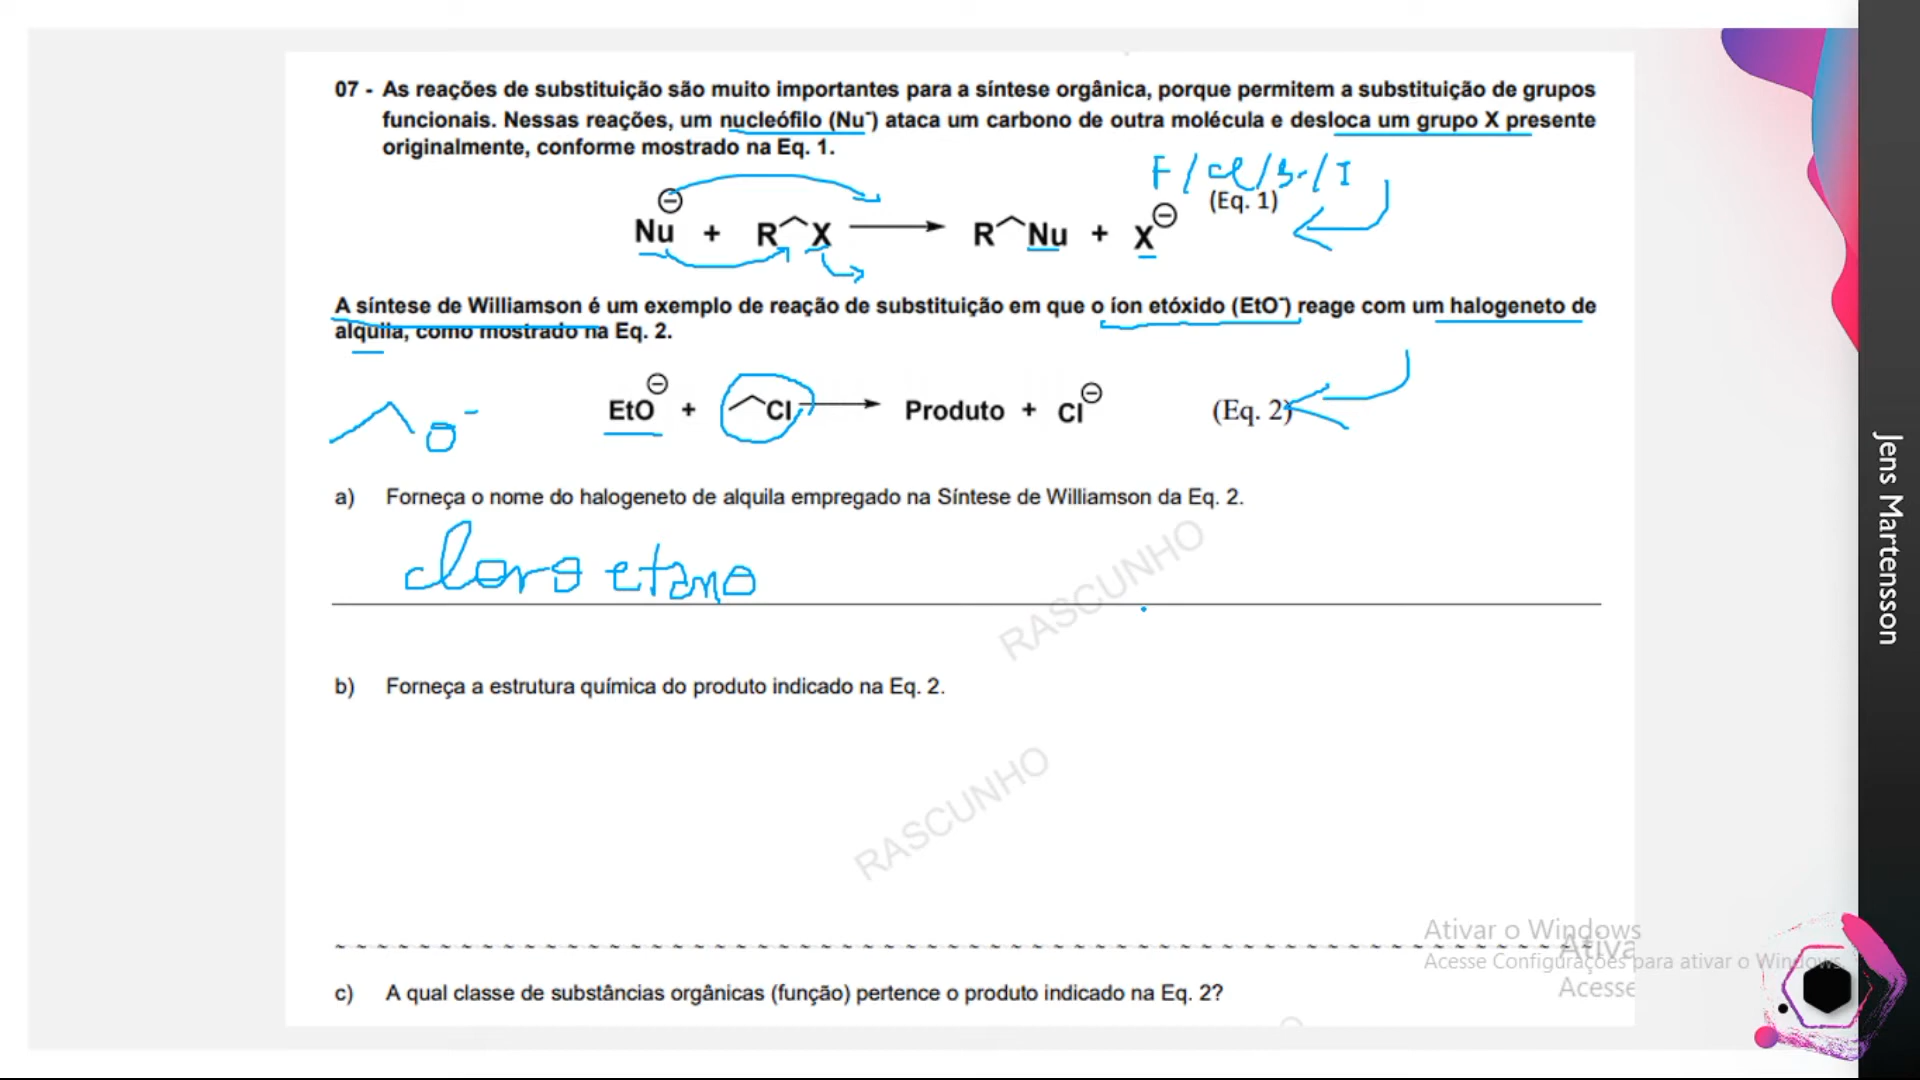 07 - As reações de substituição são muito importantes para a síntese orgânica, porque permitem a substituição de grupos
funcionais. Nessas reações, um nucleófilo (Nu⁻) ataca um carbono de outra molécula e desloca um grupo X presente
originalmente, conforme mostrado na Eq. 1.
F / Cl / Br / I
Nu⊖ + R X → R Nu + X⊖ (Eq. 1)
A síntese de Williamson é um exemplo de reação de substituição em que o íon etóxido (EtO⁻) reage com um halogeneto de
alquila, como mostrado na Eq. 2.
O⁻ EtO⊖ + Cl → Produto + Cl⊖ (Eq. 2)
a) Forneça o nome do halogeneto de alquila empregado na Síntese de Williamson da Eq. 2.
cloro etano
RASCUNHO
b) Forneça a estrutura química do produto indicado na Eq. 2.
RASCUNHO
Ativar o Windows
Ativa
Acesse Configurações para ativar o Windows.
Acesse
c) A qual classe de substâncias orgânicas (função) pertence o produto indicado na Eq. 2?
Jens Martensson